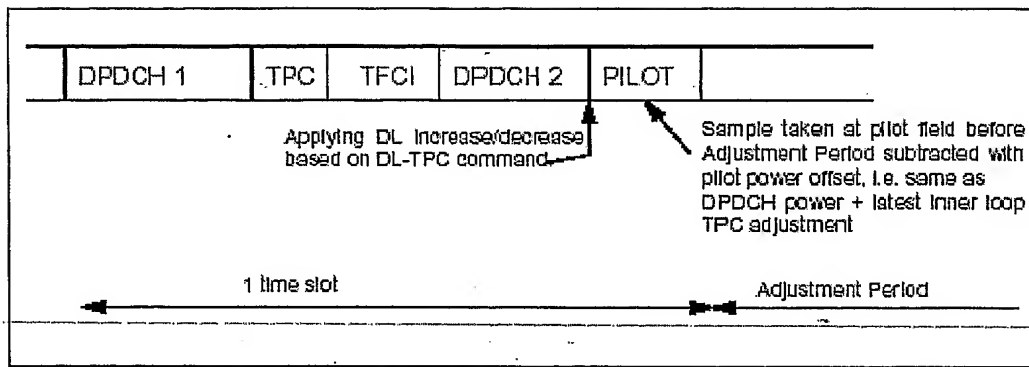 DPDCH 1 TPC TFCI DPDCH 2 PILOT
Applying DL increase/decrease
based on DL-TPC command
Sample taken at pilot field before
Adjustment Period subtracted with
pilot power offset, i.e. same as
DPDCH power + latest inner loop
TPC adjustment
1 time slot
Adjustment Period